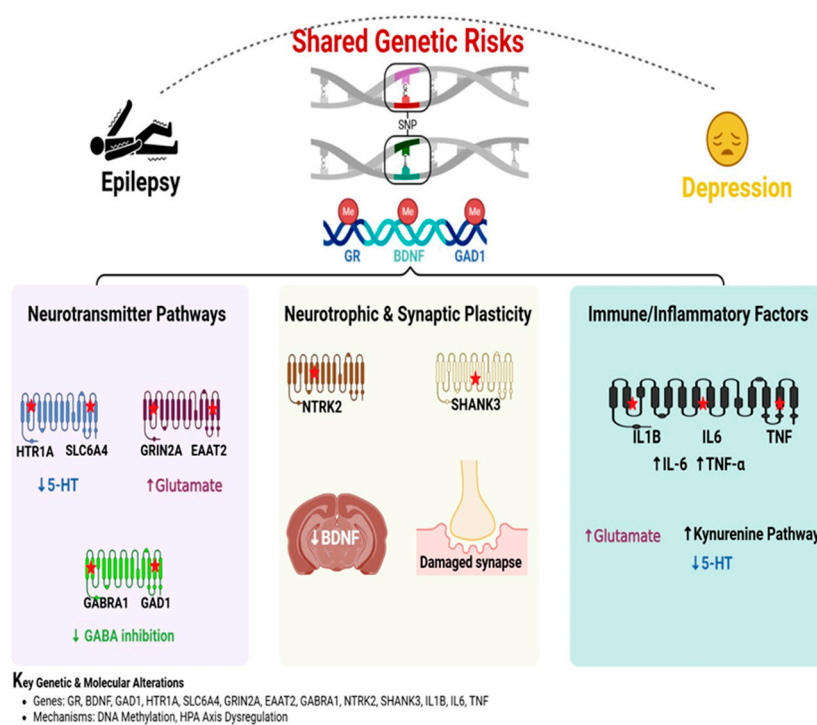 Shared Genetic Risks
SNP
Epilepsy
Depression
Me Me Me
GR BDNF GAD1
Neurotransmitter Pathways
HTR1A SLC6A4
GRIN2A EAAT2
↓5-HT
↑Glutamate
GABRA1 GAD1
↓ GABA inhibition
Neurotrophic & Synaptic Plasticity
NTRK2
SHANK3
↓BDNF
Damaged synapse
Immune/Inflammatory Factors
IL1B IL6 TNF
↑IL-6 ↑TNF-α
↑Glutamate
↑Kynurenine Pathway
↓5-HT
Key Genetic & Molecular Alterations
• Genes: GR, BDNF, GAD1, HTR1A, SLC6A4, GRIN2A, EAAT2, GABRA1, NTRK2, SHANK3, IL1B, IL6, TNF
• Mechanisms: DNA Methylation, HPA Axis Dysregulation